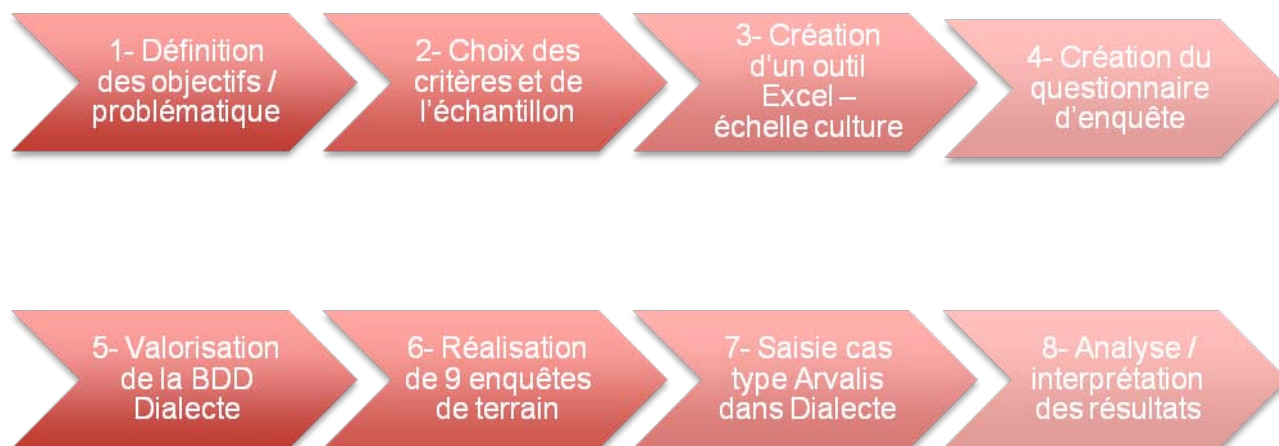 1- Définition
des objectifs /
problématique
2- Choix des
critères et de
l'échantillon
3- Création
d'un outil
Excel –
échelle culture
4- Création du
questionnaire
d'enquête
5- Valorisation
de la BDD
Dialecte
6- Réalisation
de 9 enquêtes
de terrain
7- Saisie cas
type Arvalis
dans Dialecte
8- Analyse /
interprétation
des résultats